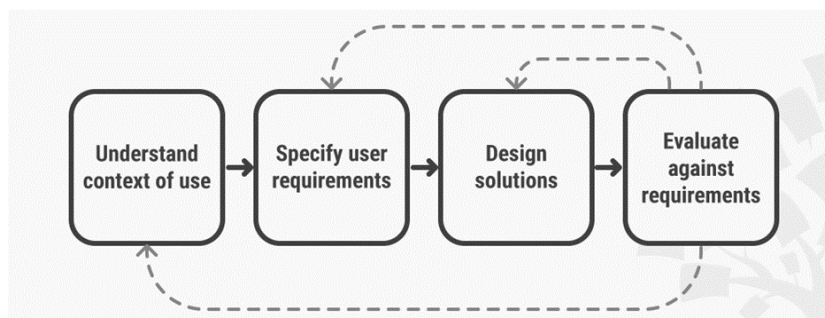 Understand
context of use
Specify user
requirements
Design
solutions
Evaluate
against
requirements